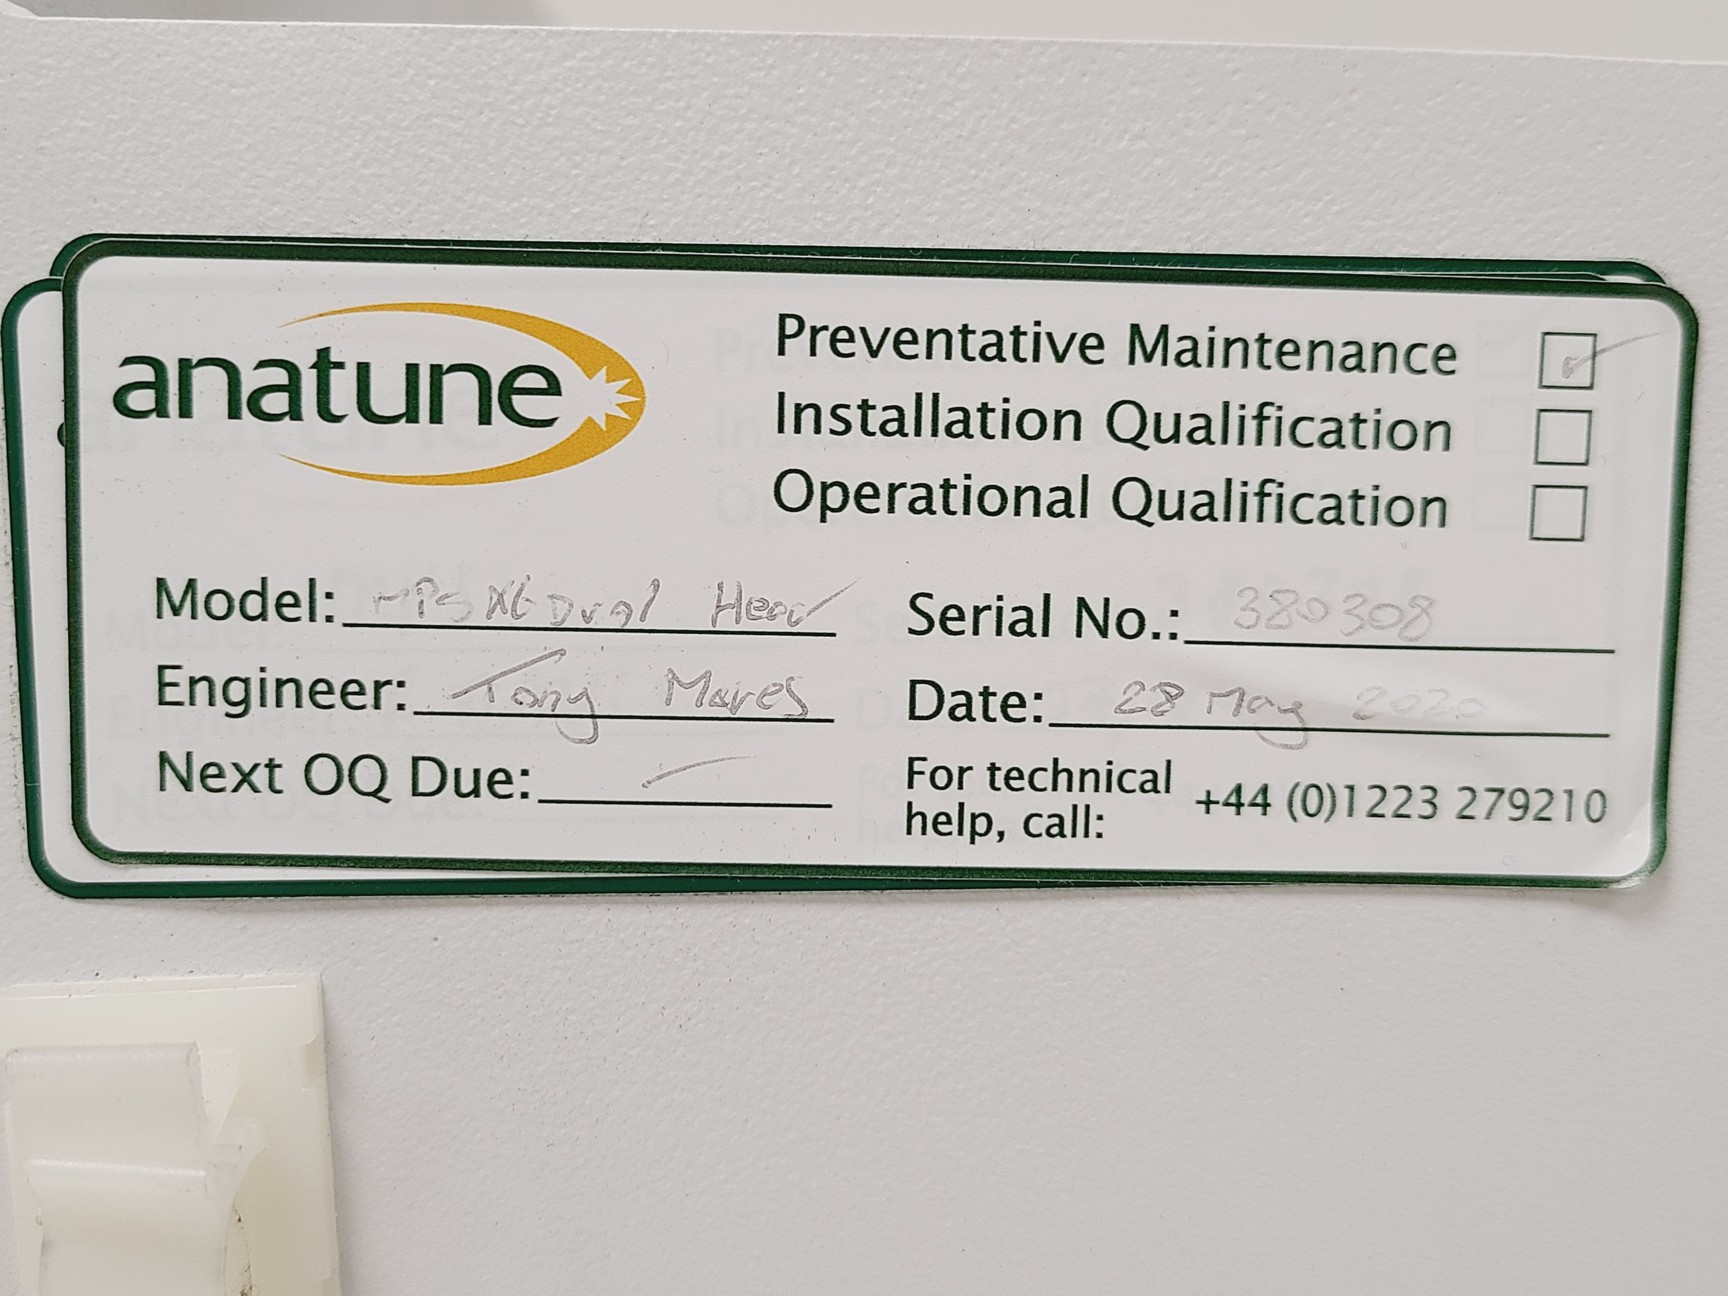 anatune
Preventative Maintenance
Installation Qualification
Operational Qualification
Model: MPS Xt Dual Head
Serial No.: 380308
Engineer: Tony Mares
Date: 28 May 2020
Next OQ Due:
For technical
help, call: +44 (0)1223 279210